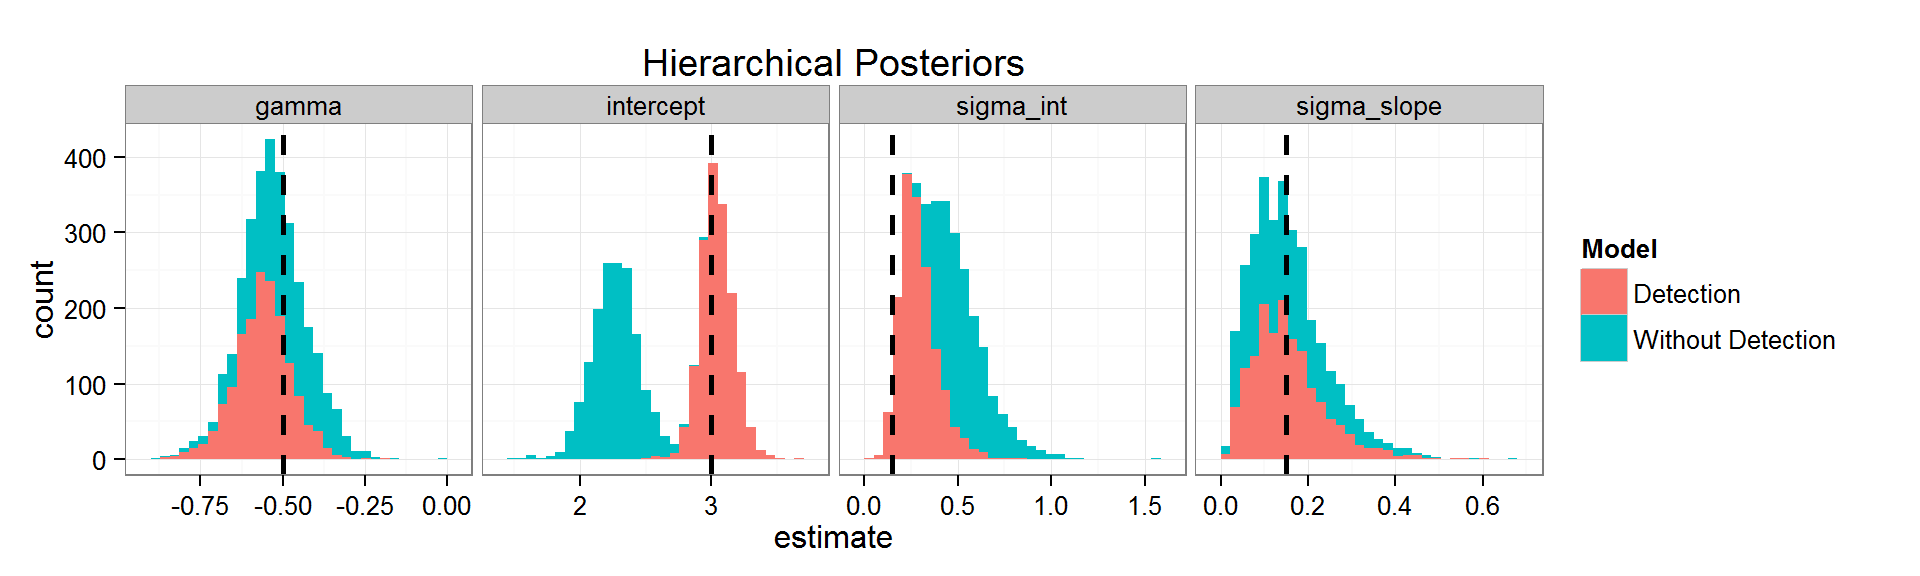 Hierarchical Posteriors
gamma
intercept
sigma_int
sigma_slope
count
400
300
200
100
0
-0.75 -0.50 -0.25 0.00
2 3
0.0 0.5 1.0 1.5
0.0 0.2 0.4 0.6
estimate
Model
Detection
Without Detection